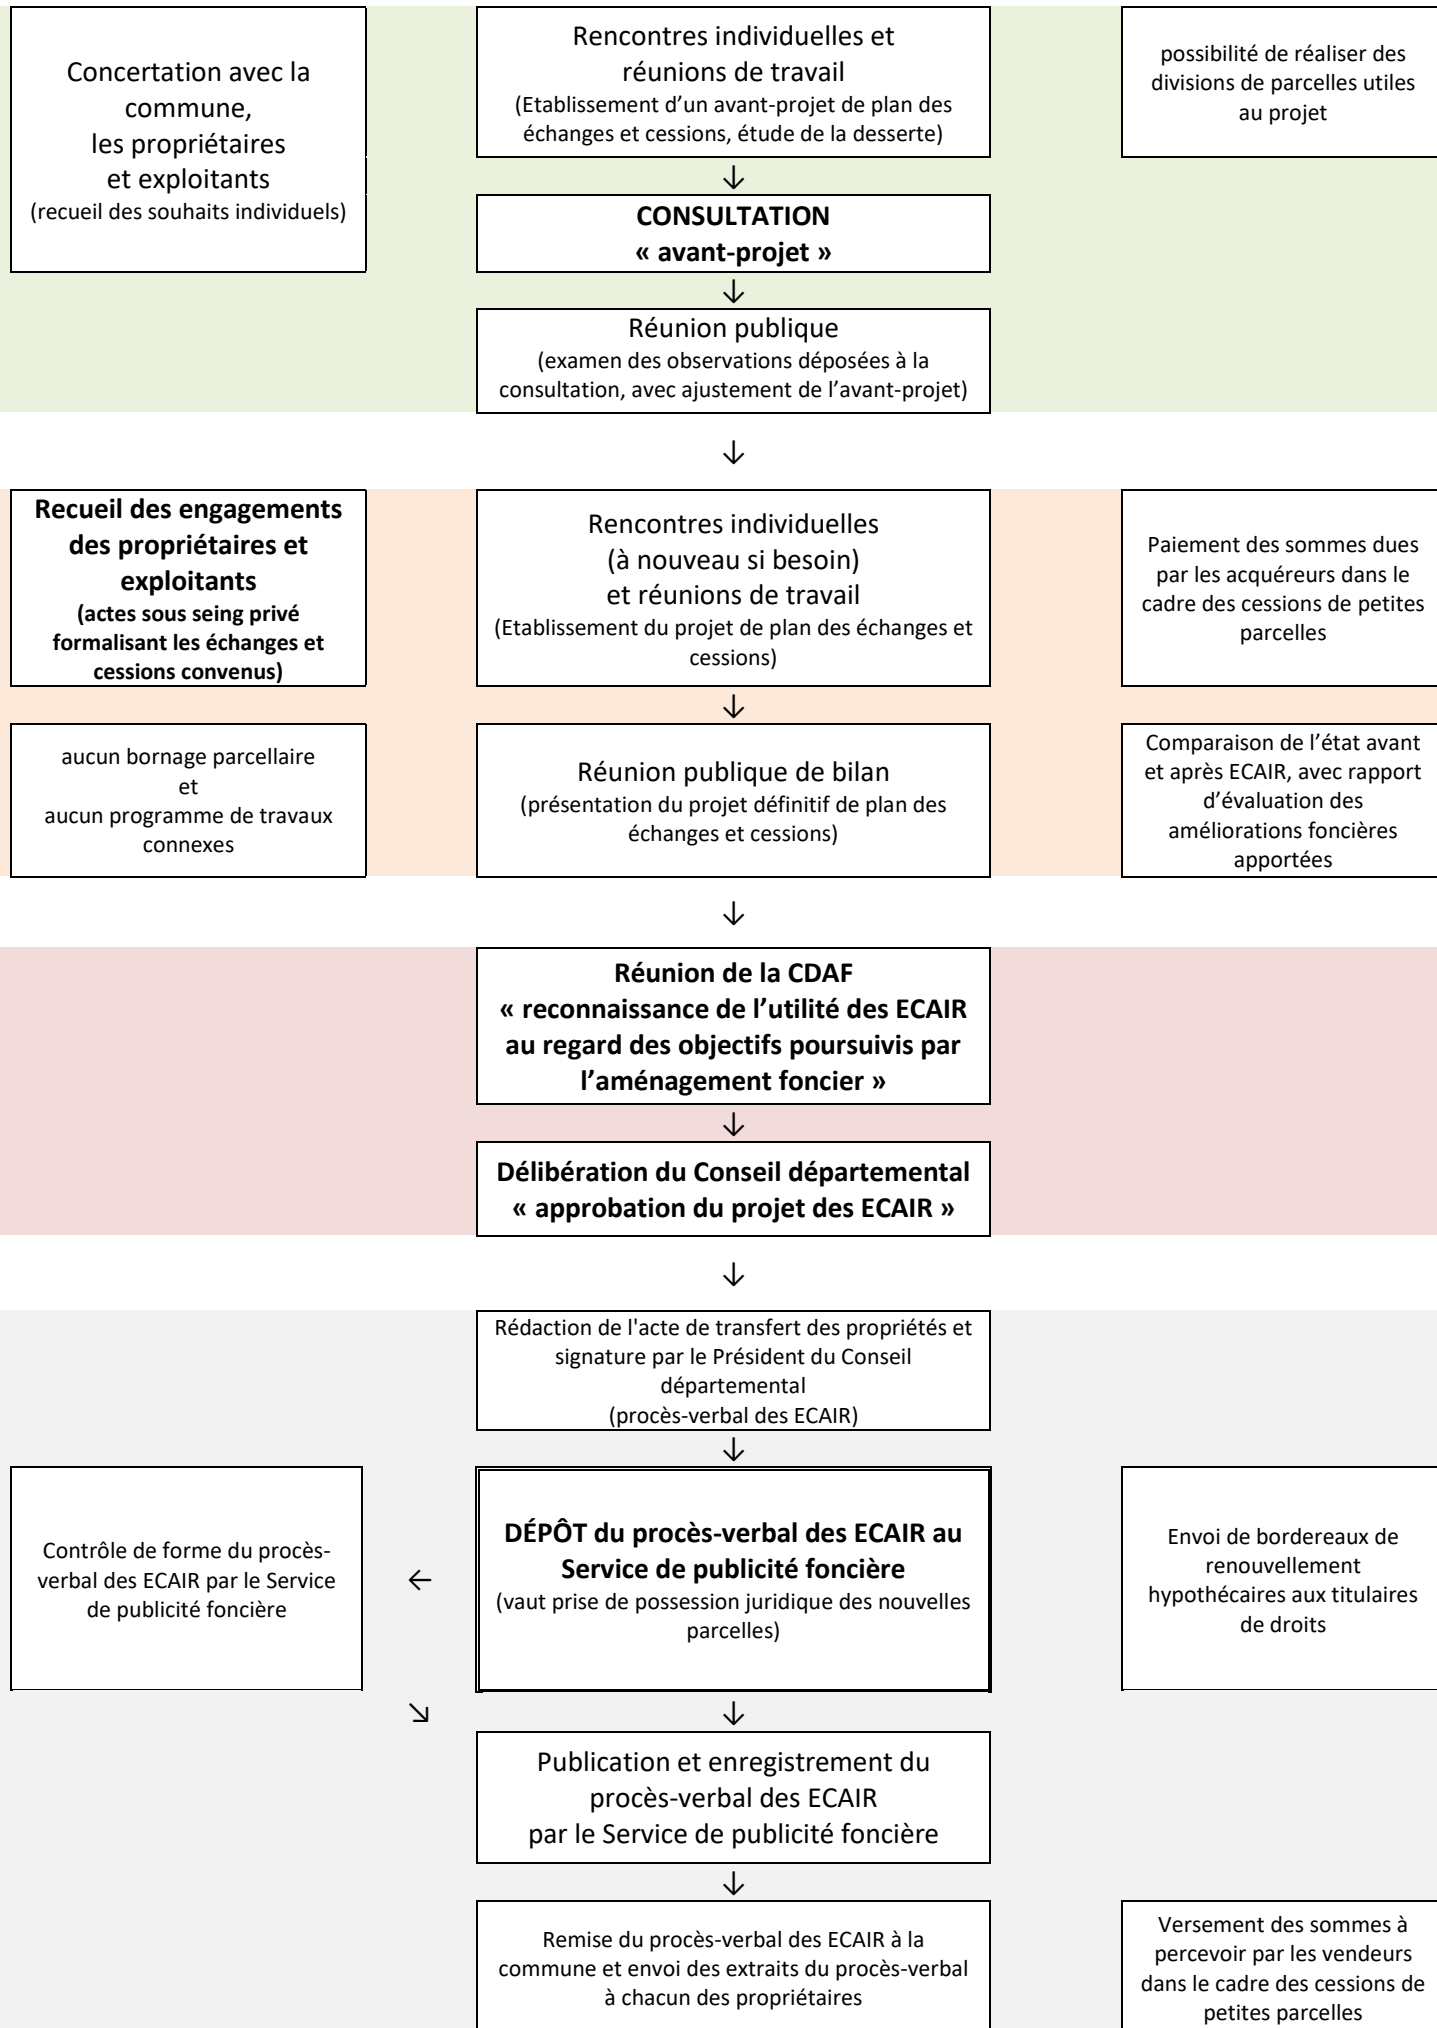 Concertation avec la
commune,
les propriétaires
et exploitants
(recueil des souhaits individuels)
Rencontres individuelles et
réunions de travail
(Etablissement d’un avant-projet de plan des
échanges et cessions, étude de la desserte)
possibilité de réaliser des
divisions de parcelles utiles
au projet
↓
CONSULTATION
« avant-projet »
↓
Réunion publique
(examen des observations déposées à la
consultation, avec ajustement de l’avant-projet)
↓
Recueil des engagements
des propriétaires et
exploitants
(actes sous seing privé
formalisant les échanges et
cessions convenus)
Rencontres individuelles
(à nouveau si besoin)
et réunions de travail
(Etablissement du projet de plan des échanges et
cessions)
Paiement des sommes dues
par les acquéreurs dans le
cadre des cessions de petites
parcelles
↓
aucun bornage parcellaire
et
aucun programme de travaux
connexes
Réunion publique de bilan
(présentation du projet définitif de plan des
échanges et cessions)
Comparaison de l’état avant
et après ECAIR, avec rapport
d’évaluation des
améliorations foncières
apportées
↓
Réunion de la CDAF
« reconnaissance de l’utilité des ECAIR
au regard des objectifs poursuivis par
l’aménagement foncier »
↓
Délibération du Conseil départemental
« approbation du projet des ECAIR »
↓
Rédaction de l'acte de transfert des propriétés et
signature par le Président du Conseil
départemental
(procès-verbal des ECAIR)
↓
Contrôle de forme du procès-
verbal des ECAIR par le Service
de publicité foncière
←
DÉPÔT du procès-verbal des ECAIR au
Service de publicité foncière
(vaut prise de possession juridique des nouvelles
parcelles)
Envoi de bordereaux de
renouvellement
hypothécaires aux titulaires
de droits
↘
↓
Publication et enregistrement du
procès-verbal des ECAIR
par le Service de publicité foncière
↓
Remise du procès-verbal des ECAIR à la
commune et envoi des extraits du procès-verbal
à chacun des propriétaires
Versement des sommes à
percevoir par les vendeurs
dans le cadre des cessions de
petites parcelles